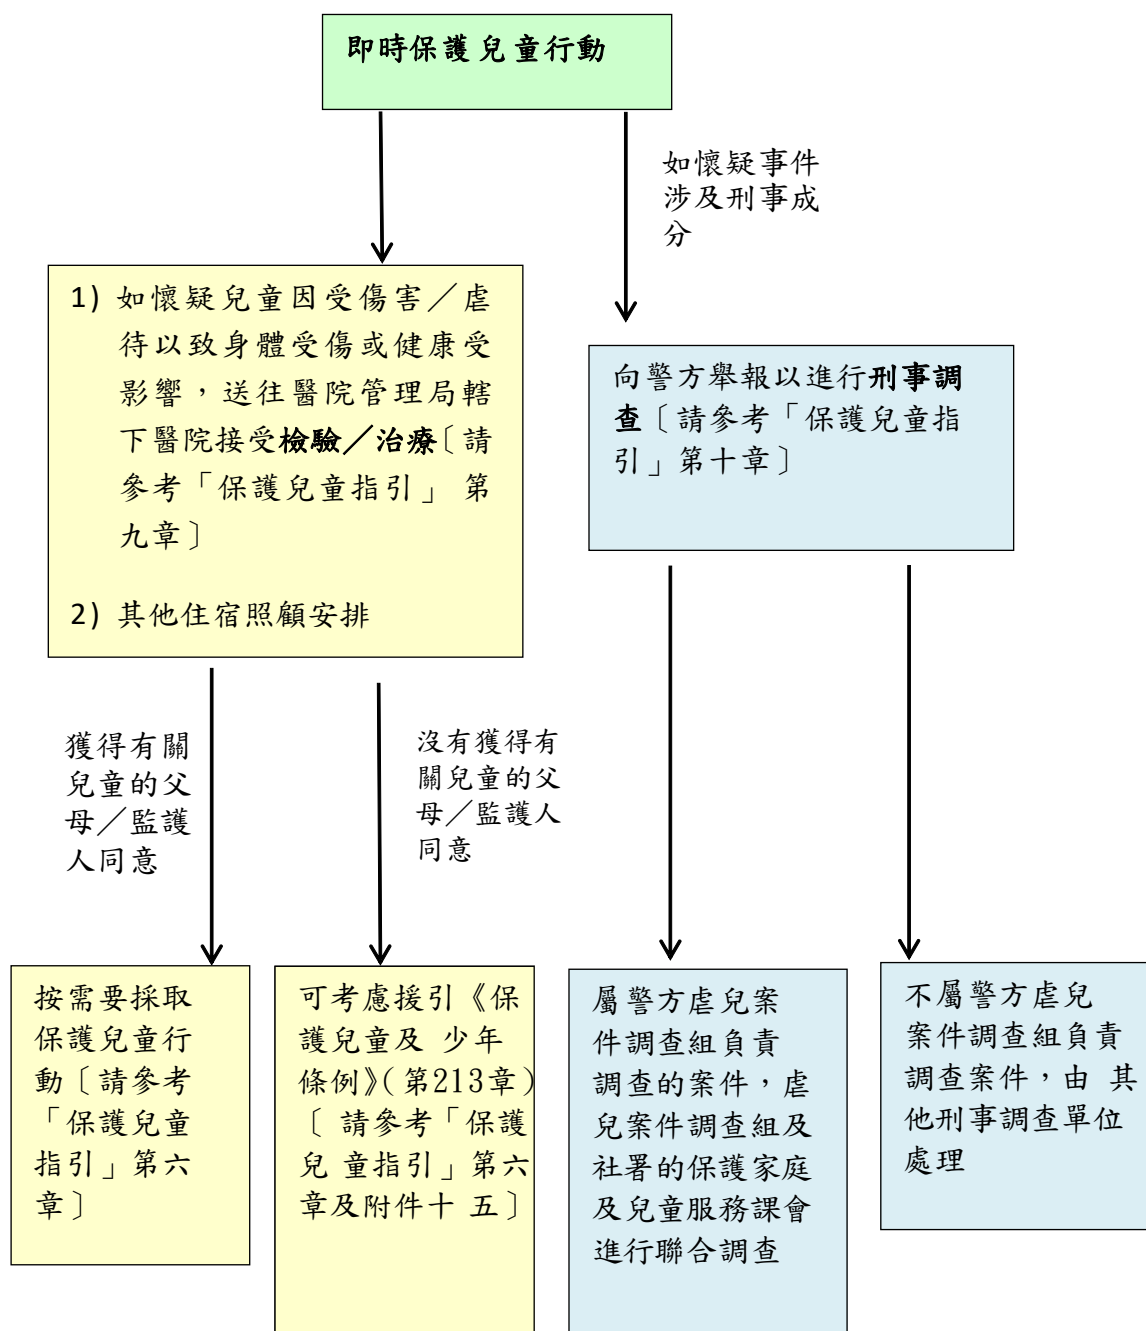 即時保護兒童行動
如懷疑事件
涉及刑事成
分
1) 如懷疑兒童因受傷害／虐
待以致身體受傷或健康受
影響，送往醫院管理局轄
下醫院接受檢驗／治療〔請
參考「保護兒童指引」 第
九章〕
2) 其他住宿照顧安排
向警方舉報以進行刑事調
查〔請參考「保護兒童指
引」第十章〕
獲得有關
兒童的父
母／監護
人同意
沒有獲得有
關兒童的父
母／監護人
同意
按需要採取
保護兒童行
動〔請參考
「保護兒童
指引」第六
章〕
可考慮援引《保
護兒童及 少年
條例》(第213章)
〔 請參考「保護
兒 童指引」第六
章及附件十 五〕
屬警方虐兒案
件調查組負責
調查的案件，虐
兒案件調查組及
社署的保護家庭
及兒童服務課會
進行聯合調查
不屬警方虐兒
案件調查組負責
調查案件，由 其
他刑事調查單位
處理